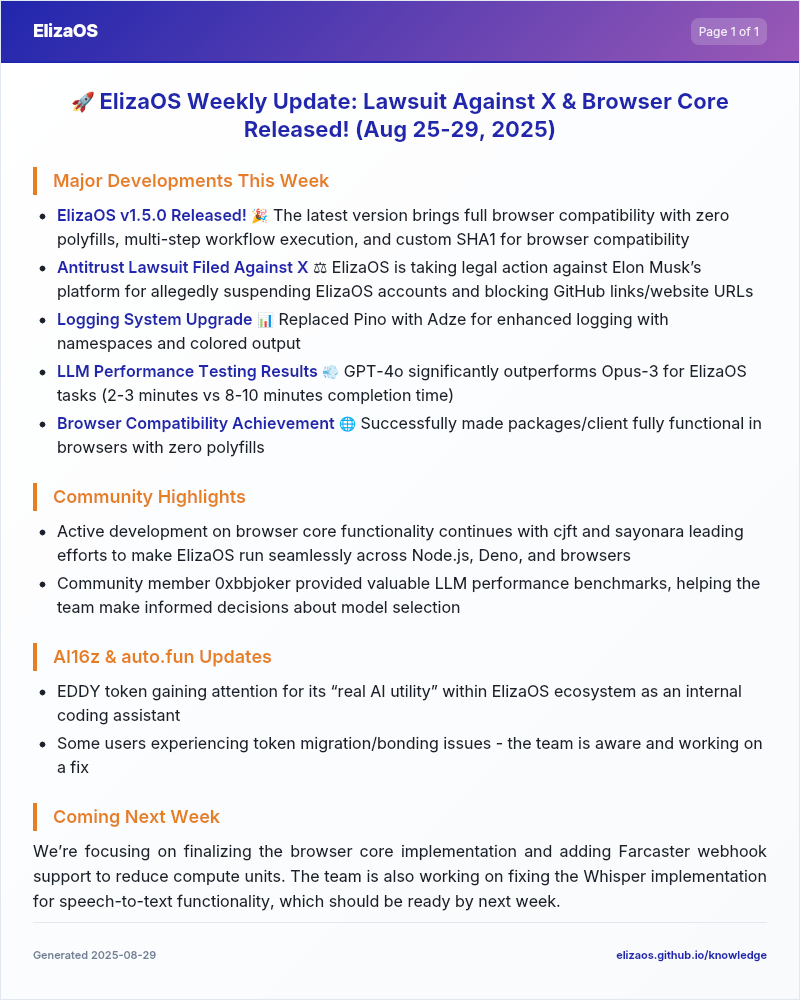 ElizaOS
Page 1 of 1
🚀 ElizaOS Weekly Update: Lawsuit Against X & Browser Core
Released! (Aug 25-29, 2025)
Major Developments This Week
• ElizaOS v1.5.0 Released! 🎉 The latest version brings full browser compatibility with zero
polyfills, multi-step workflow execution, and custom SHA1 for browser compatibility
• Antitrust Lawsuit Filed Against X ⚖ ElizaOS is taking legal action against Elon Musk’s
platform for allegedly suspending ElizaOS accounts and blocking GitHub links/website URLs
• Logging System Upgrade 📊 Replaced Pino with Adze for enhanced logging with
namespaces and colored output
• LLM Performance Testing Results 💨 GPT-4o significantly outperforms Opus-3 for ElizaOS
tasks (2-3 minutes vs 8-10 minutes completion time)
• Browser Compatibility Achievement 🌐 Successfully made packages/client fully functional in
browsers with zero polyfills
Community Highlights
• Active development on browser core functionality continues with cjft and sayonara leading
efforts to make ElizaOS run seamlessly across Node.js, Deno, and browsers
• Community member 0xbbjoker provided valuable LLM performance benchmarks, helping the
team make informed decisions about model selection
AI16z & auto.fun Updates
• EDDY token gaining attention for its “real AI utility” within ElizaOS ecosystem as an internal
coding assistant
• Some users experiencing token migration/bonding issues - the team is aware and working on
a fix
Coming Next Week
We’re focusing on finalizing the browser core implementation and adding Farcaster webhook
support to reduce compute units. The team is also working on fixing the Whisper implementation
for speech-to-text functionality, which should be ready by next week.
Generated 2025-08-29
elizaos.github.io/knowledge